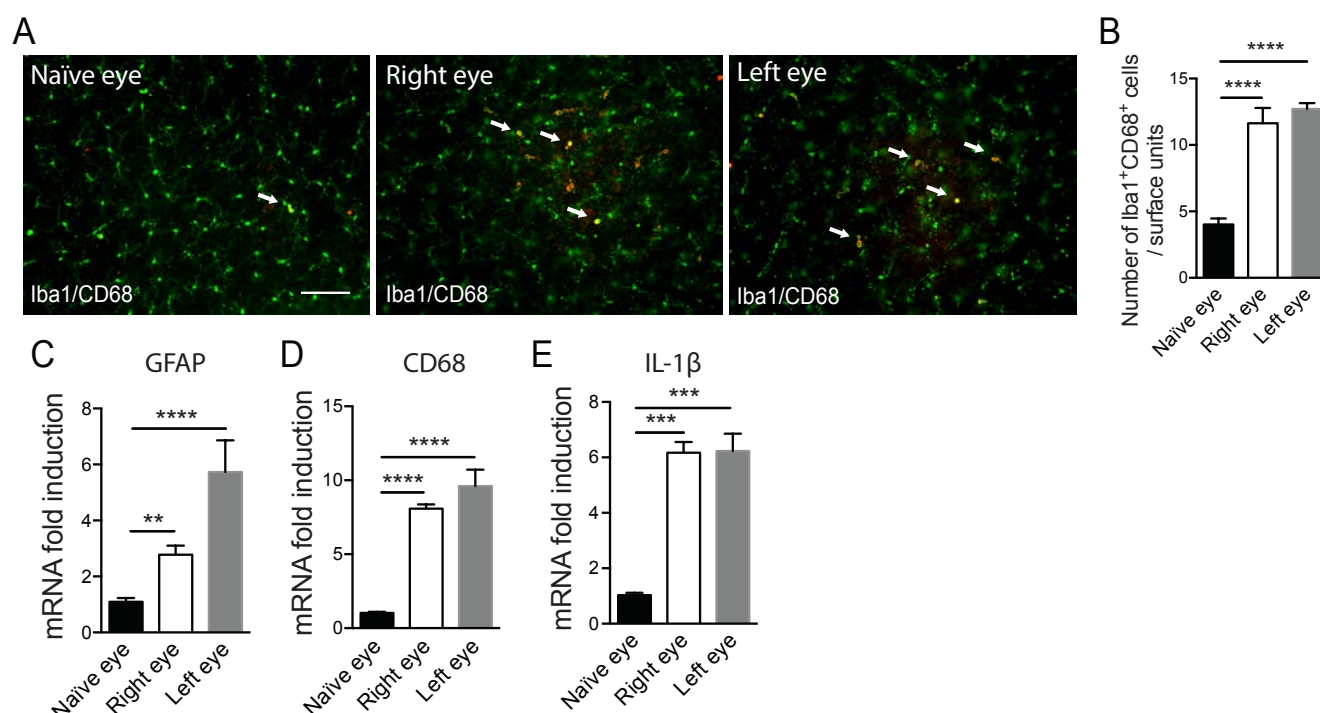 A
Naïve eye
Iba1/CD68
Right eye
Iba1/CD68
Left eye
Iba1/CD68
B
Number of Iba1⁺CD68⁺ cells
/ surface units
15
10
5
0
****
****
Naïve eye
Right eye
Left eye
C
GFAP
mRNA fold induction
8
6
4
2
0
****
**
Naïve eye
Right eye
Left eye
D
CD68
mRNA fold induction
15
10
5
0
****
****
Naïve eye
Right eye
Left eye
E
IL-1β
mRNA fold induction
8
6
4
2
0
***
***
Naïve eye
Right eye
Left eye